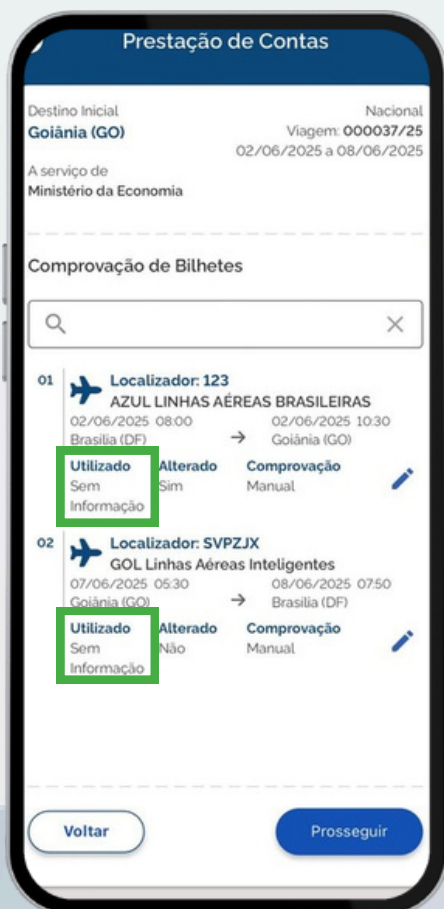 Prestação de Contas
Destino Inicial Nacional
Goiânia (GO) Viagem: 000037/25
02/06/2025 a 08/06/2025
A serviço de
Ministério da Economia
Comprovação de Bilhetes
01 Localizador: 123
AZUL LINHAS AÉREAS BRASILEIRAS
02/06/2025 08:00 02/06/2025 10:30
Brasília (DF) → Goiânia (GO)
Utilizado Alterado Comprovação
Sem Sim Manual
Informação
02 Localizador: SVPZJX
GOL Linhas Aéreas Inteligentes
07/06/2025 05:30 08/06/2025 07:50
Goiânia (GO) → Brasília (DF)
Utilizado Alterado Comprovação
Sem Não Manual
Informação
Voltar Prosseguir